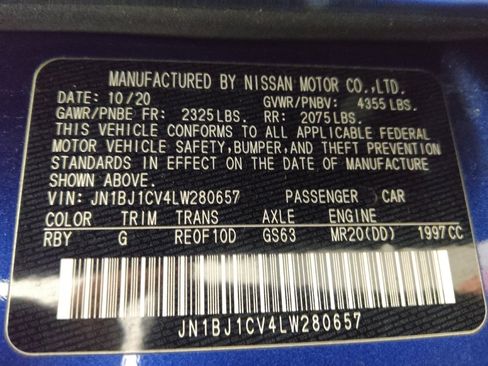 MANUFACTURED BY NISSAN MOTOR CO.,LTD.
DATE: 10/20 GVWR/PNBV: 4355 LBS.
GAWR/PNBE FR: 2325 LBS. RR: 2075 LBS.
THIS VEHICLE CONFORMS TO ALL APPLICABLE FEDERAL
MOTOR VEHICLE SAFETY, BUMPER, AND THEFT PREVENTION
STANDARDS IN EFFECT ON THE DATE OF MANUFACTURE
SHOWN ABOVE.
VIN: JN1BJ1CV4LW280657 PASSENGER CAR
COLOR TRIM TRANS AXLE ENGINE
RBY G RE0F10D GS63 MR20(DD) 1997CC
JN1BJ1CV4LW280657